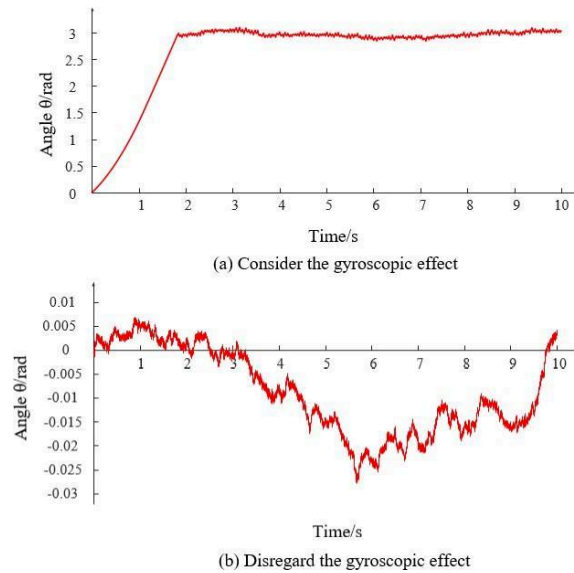 3
2.5
2
1.5
1
0.5
0
Angle θ/rad
1 2 3 4 5 6 7 8 9 10
Time/s
(a) Consider the gyroscopic effect
0.01
0.005
0
-0.005
-0.01
-0.015
-0.02
-0.025
-0.03
Angle θ/rad
1 2 3 4 5 6 7 8 9 10
Time/s
(b) Disregard the gyroscopic effect